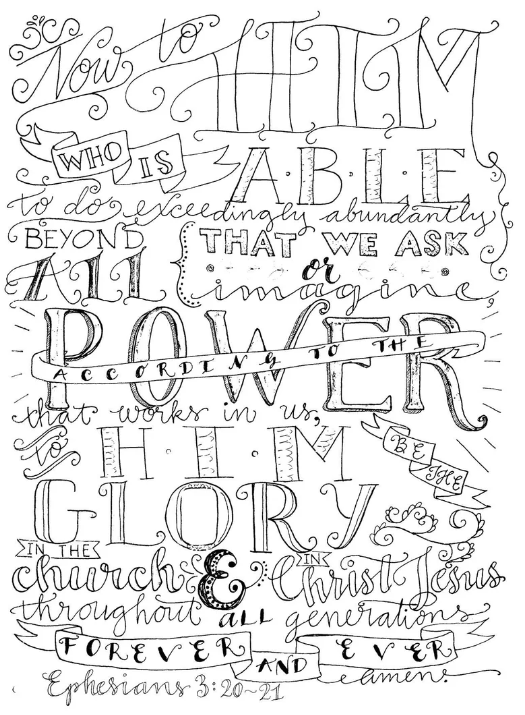 Now to HIM
WHO IS ABLE
to do exceedingly abundantly
BEYOND ALL { THAT WE ASK
or
imagine,
ACCORDING TO THE
POWER
that works in us,
to HIM BE THE
GLORY
IN THE church & IN Christ Jesus
throughout ALL generations
FOREVER AND EVER
amen.
Ephesians 3:20~21